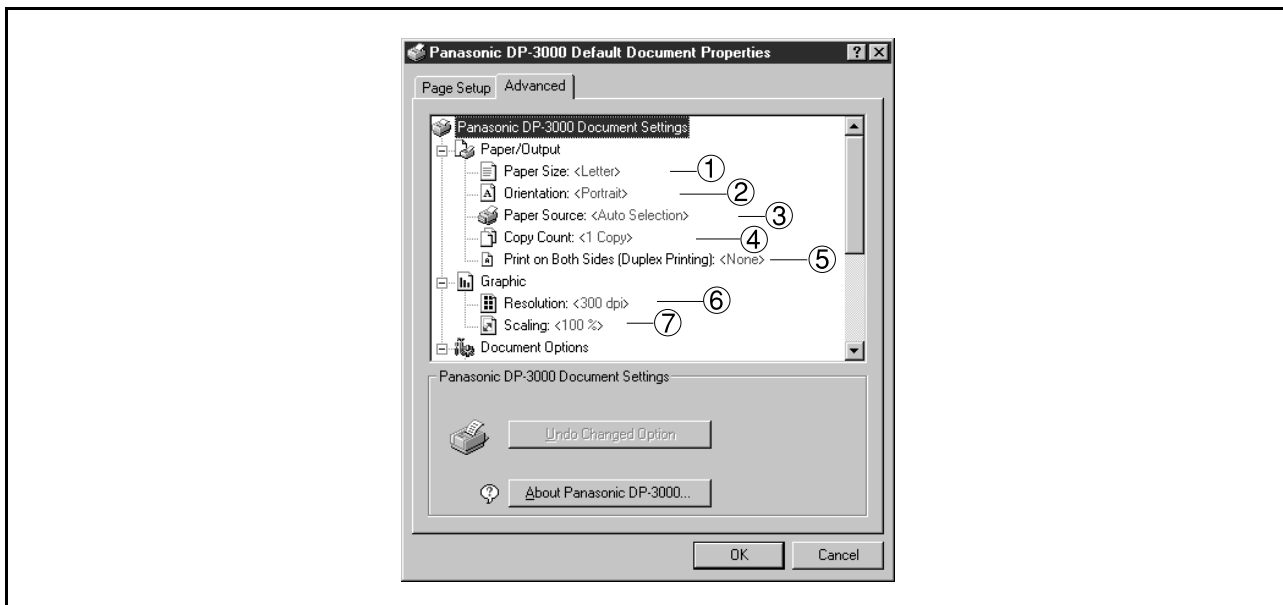 Panasonic DP-3000 Default Document Properties
Page Setup Advanced
Panasonic DP-3000 Document Settings
Paper/Output
Paper Size: <Letter> ①
Orientation: <Portrait> ②
Paper Source: <Auto Selection> ③
Copy Count: <1 Copy> ④
Print on Both Sides (Duplex Printing): <None> ⑤
Graphic
Resolution: <300 dpi> ⑥
Scaling: <100 %> ⑦
Document Options
Panasonic DP-3000 Document Settings
Undo Changed Option
About Panasonic DP-3000...
OK Cancel